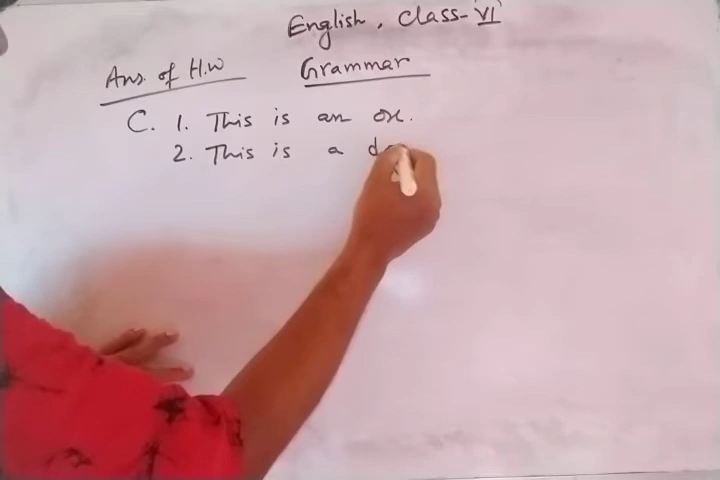 English, Class-VI
Ans. of H.W Grammar
C. 1. This is an ox.
2. This is a